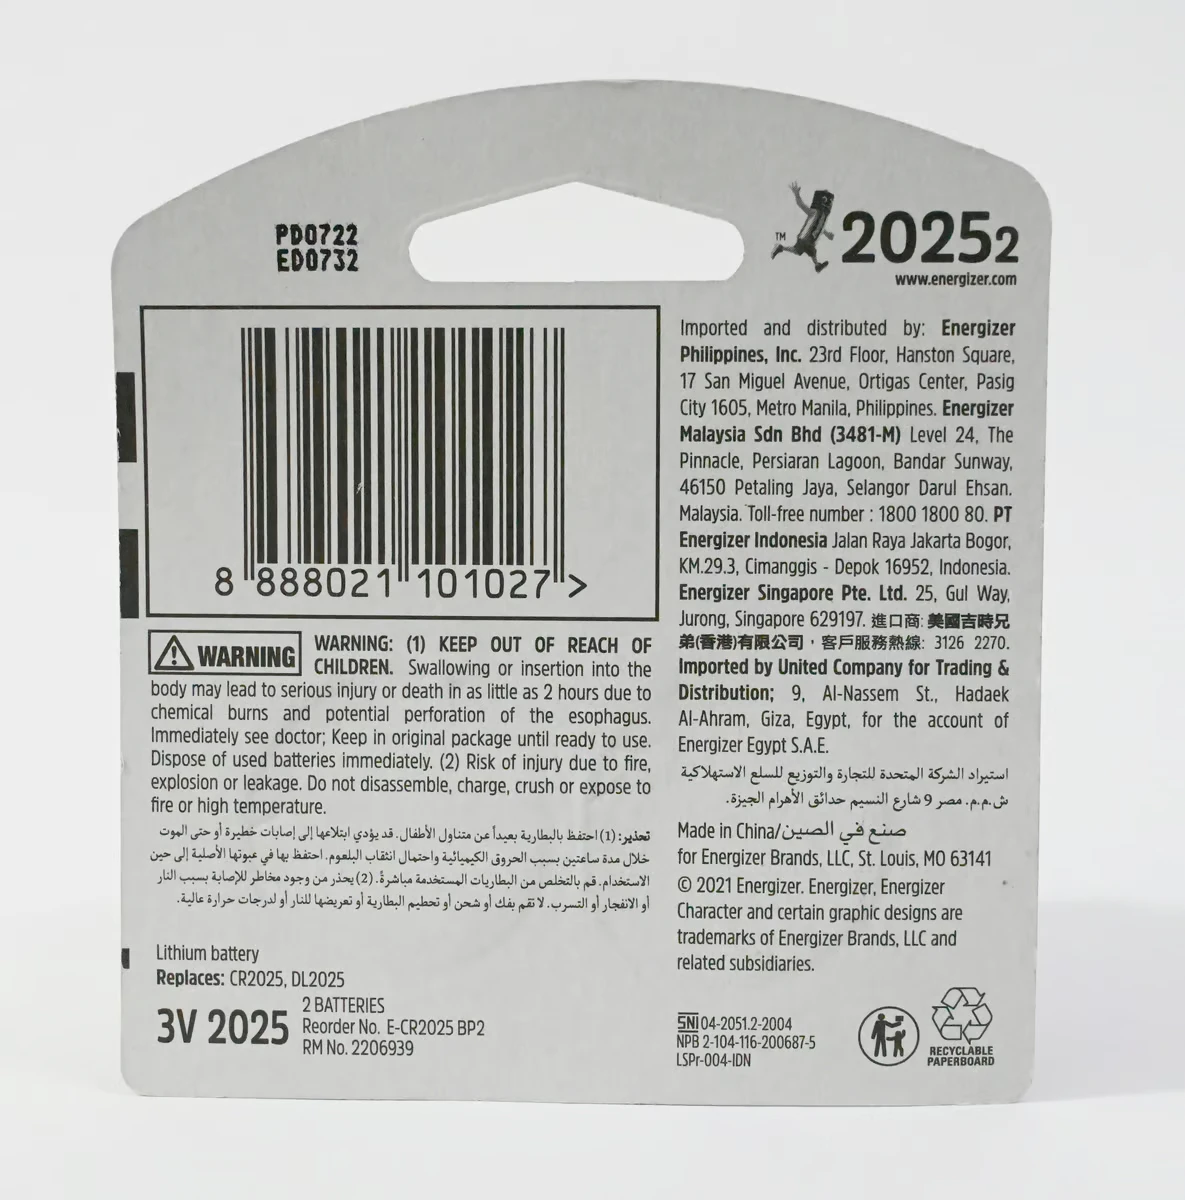 PD0722
ED0732
™
20252
www.energizer.com
8 888021 101027 >
WARNING
WARNING: (1) KEEP OUT OF REACH OF
CHILDREN. Swallowing or insertion into the
body may lead to serious injury or death in as little as 2 hours due to
chemical burns and potential perforation of the esophagus.
Immediately see doctor; Keep in original package until ready to use.
Dispose of used batteries immediately. (2) Risk of injury due to fire,
explosion or leakage. Do not disassemble, charge, crush or expose to
fire or high temperature.
تحذير: (1) احتفظ بالبطارية بعيداً عن متناول الأطفال. قد يؤدي ابتلاعها إلى إصابات خطيرة أو حتى الموت
خلال مدة ساعتين بسبب الحروق الكيميائية واحتمال انثقاب البلعوم. احتفظ بها في عبوتها الأصلية إلى حين
الاستخدام. قم بالتخلص من البطاريات المستخدمة مباشرةً. (2) يحذر من وجود مخاطر للإصابة بسبب النار
أو الانفجار أو التسرب. لا تقم بفك أو شحن أو تحطيم البطارية أو تعريضها للنار أو لدرجات حرارة عالية.
Lithium battery
Replaces: CR2025, DL2025
3V 2025
2 BATTERIES
Reorder No. E-CR2025 BP2
RM No. 2206939
Imported and distributed by: Energizer
Philippines, Inc. 23rd Floor, Hanston Square,
17 San Miguel Avenue, Ortigas Center, Pasig
City 1605, Metro Manila, Philippines. Energizer
Malaysia Sdn Bhd (3481-M) Level 24, The
Pinnacle, Persiaran Lagoon, Bandar Sunway,
46150 Petaling Jaya, Selangor Darul Ehsan.
Malaysia. Toll-free number : 1800 1800 80. PT
Energizer Indonesia Jalan Raya Jakarta Bogor,
KM.29.3, Cimanggis - Depok 16952, Indonesia.
Energizer Singapore Pte. Ltd. 25, Gul Way,
Jurong, Singapore 629197. 進口商: 美國吉時兄
弟(香港)有限公司，客戶服務熱線: 3126 2270.
Imported by United Company for Trading &
Distribution; 9, Al-Nassem St., Hadaek
Al-Ahram, Giza, Egypt, for the account of
Energizer Egypt S.A.E.
استيراد الشركة المتحدة للتجارة والتوزيع للسلع الاستهلاكية
ش.م.م. مصر 9 شارع النسيم حدائق الأهرام الجيزة.
Made in China/صنع في الصين
for Energizer Brands, LLC, St. Louis, MO 63141
© 2021 Energizer. Energizer, Energizer
Character and certain graphic designs are
trademarks of Energizer Brands, LLC and
related subsidiaries.
SNI 04-2051.2-2004
NPB 2-104-116-200687-5
LSPr-004-IDN
RECYCLABLE
PAPERBOARD